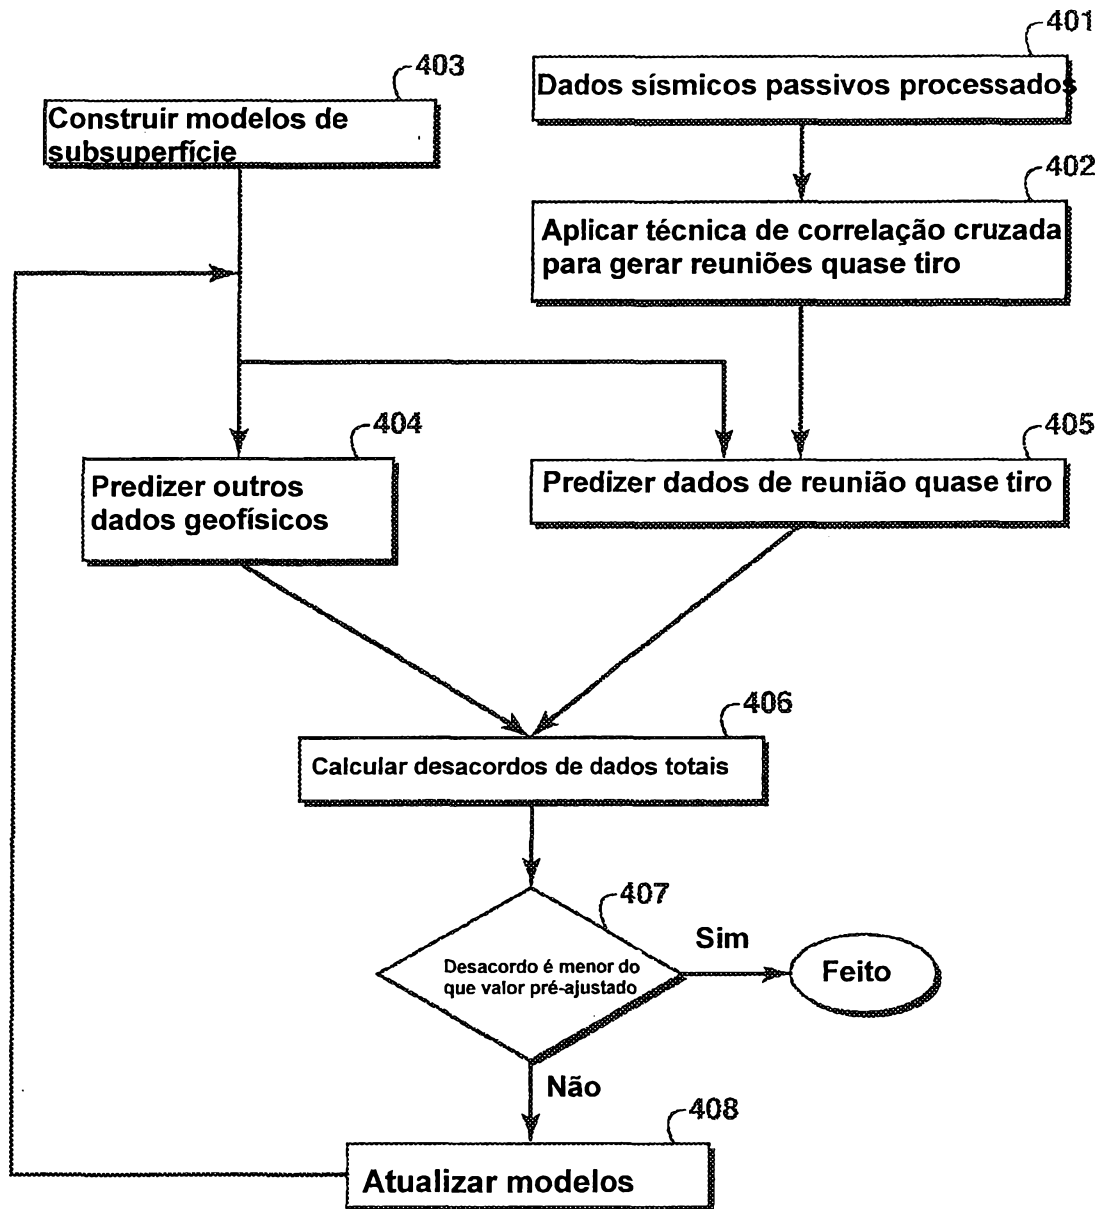 401
Dados sísmicos passivos processados
403
Construir modelos de
subsuperfície
402
Aplicar técnica de correlação cruzada
para gerar reuniões quase tiro
404
Predizer outros
dados geofísicos
405
Predizer dados de reunião quase tiro
406
Calcular desacordos de dados totais
407
Desacordo é menor do
que valor pré-ajustado
Sim
Feito
Não
408
Atualizar modelos